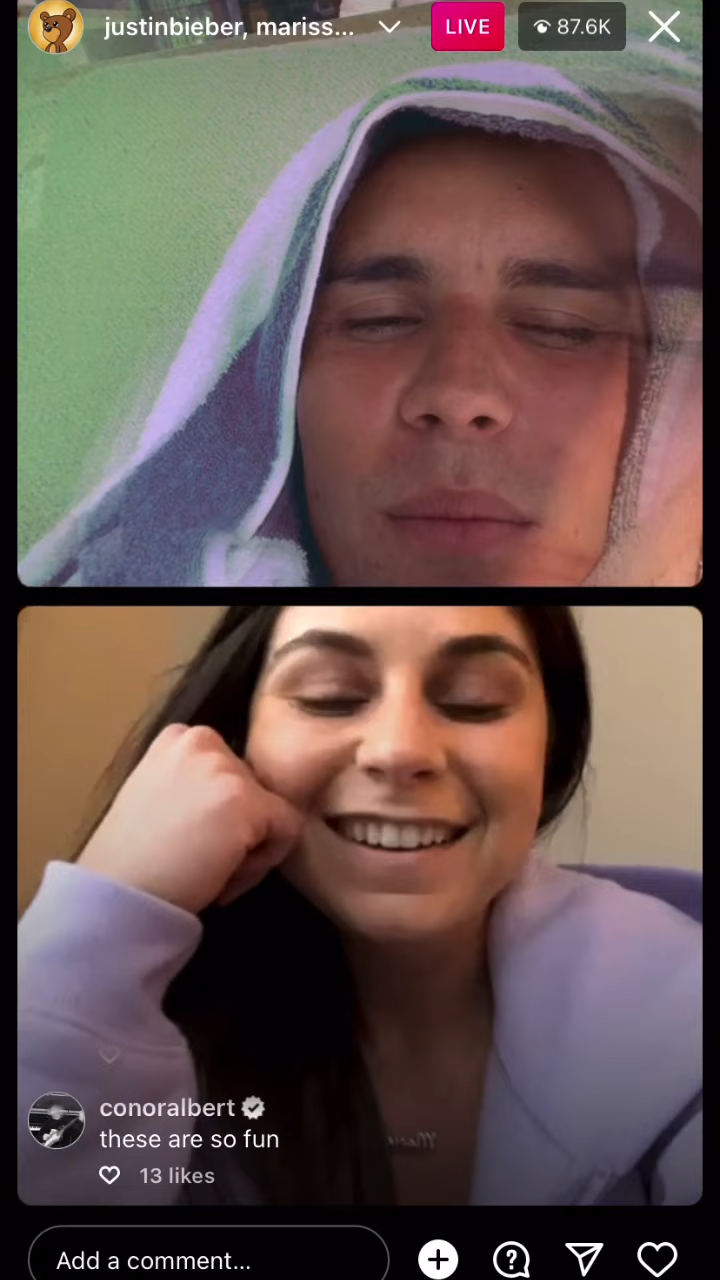 justinbieber, mariss...
LIVE
87.6K
conoralbert
these are so fun
13 likes
Add a comment...